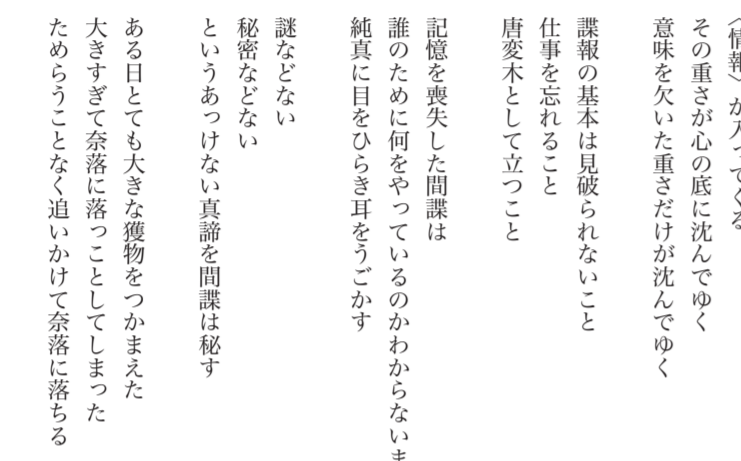 〈情報〉が入ってくる
その重さが心の底に沈んでゆく
意味を欠いた重さだけが沈んでゆく
諜報の基本は見破られないこと
仕事を忘れること
唐変木として立つこと
記憶を喪失した間諜は
誰のために何をやっているのかわからないま
純真に目をひらき耳をうごかす
謎などない
秘密などない
というあっけない真諦を間諜は秘す
ある日とても大きな獲物をつかまえた
大きすぎて奈落に落っことしてしまった
ためらうことなく追いかけて奈落に落ちる